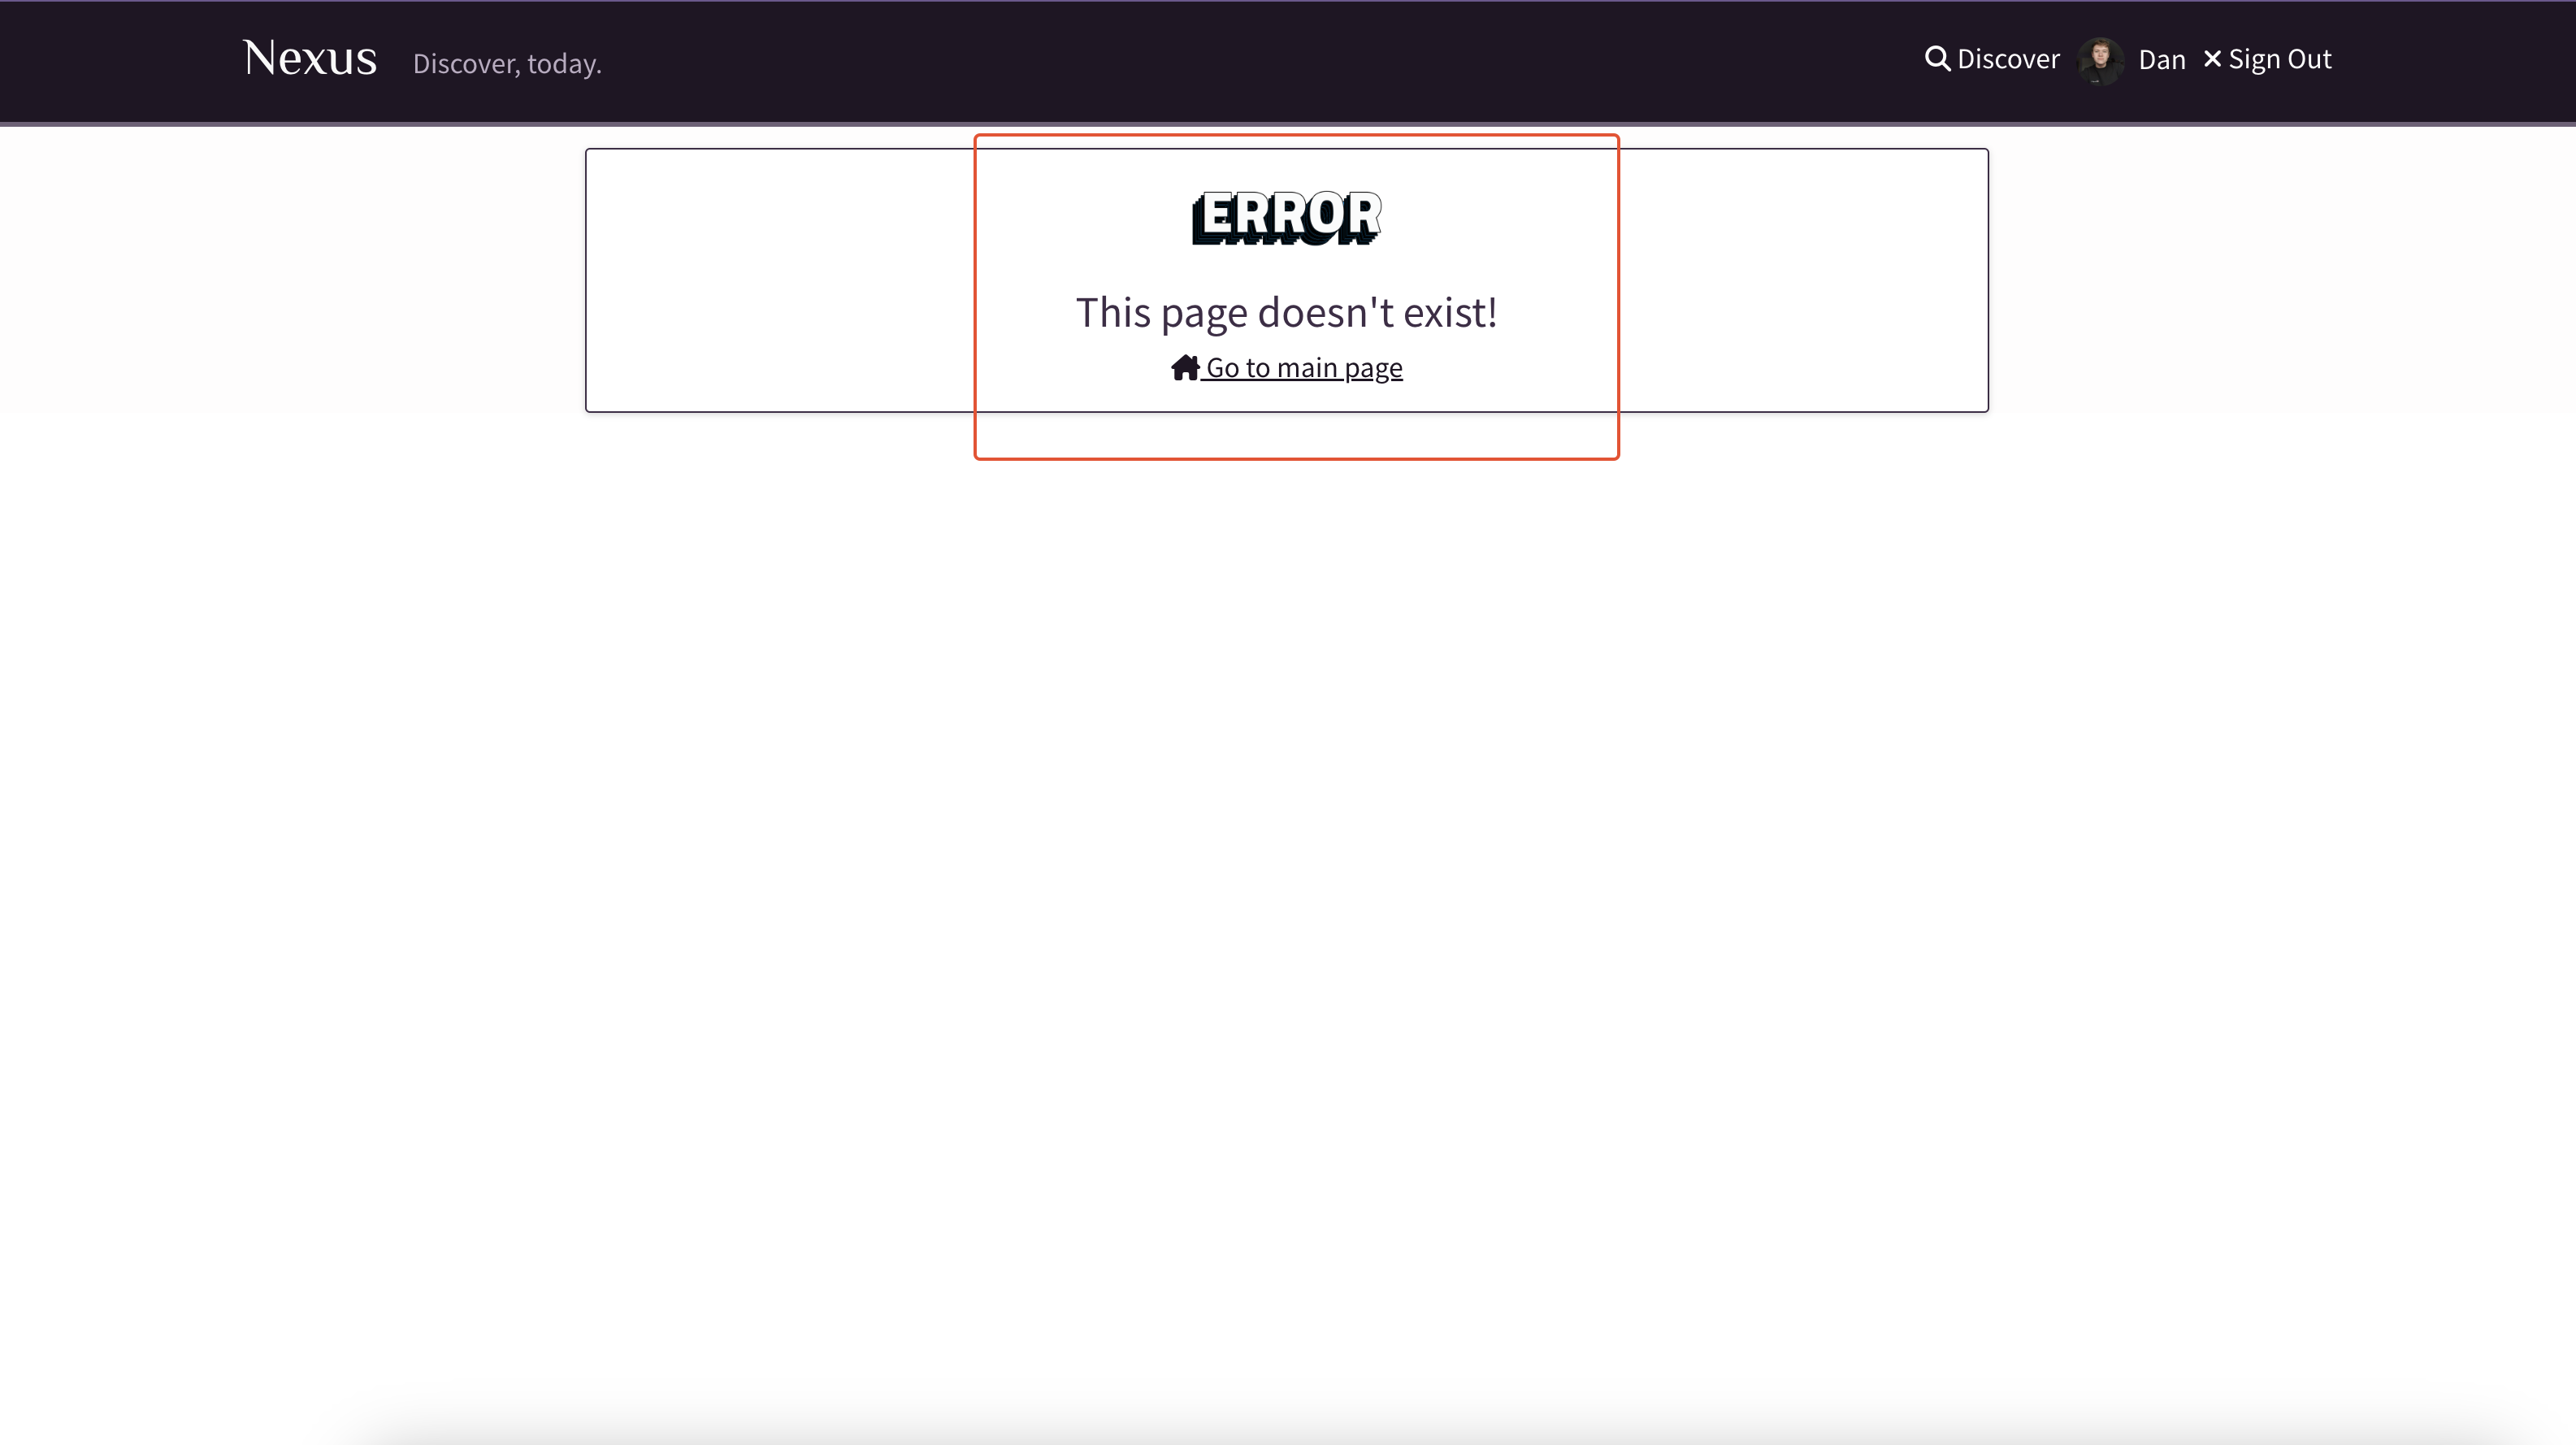 Nexus Discover, today. Discover Dan Sign Out
ERROR
This page doesn't exist!
Go to main page